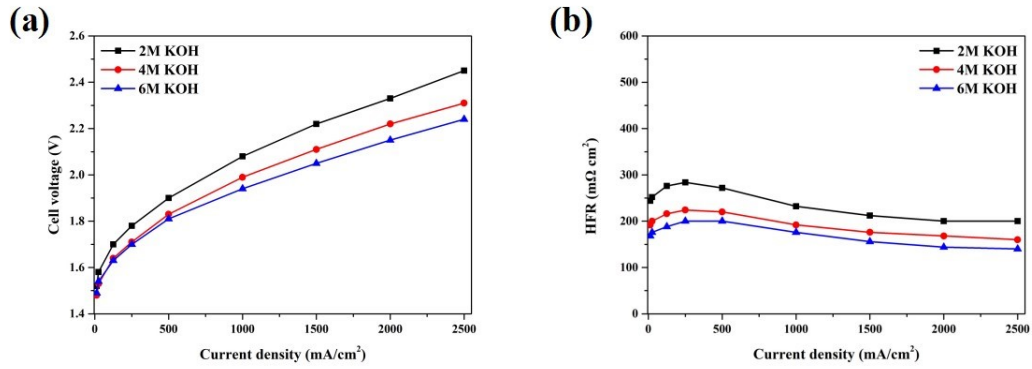 (a)
2.6
2.4
2.2
2.0
1.8
1.6
1.4
Cell voltage (V)
2M KOH
4M KOH
6M KOH
0
500
1000
1500
2000
2500
Current density (mA/cm²)
(b)
600
500
400
300
200
100
0
HFR (mΩ cm²)
2M KOH
4M KOH
6M KOH
0
500
1000
1500
2000
2500
Current density (mA/cm²)